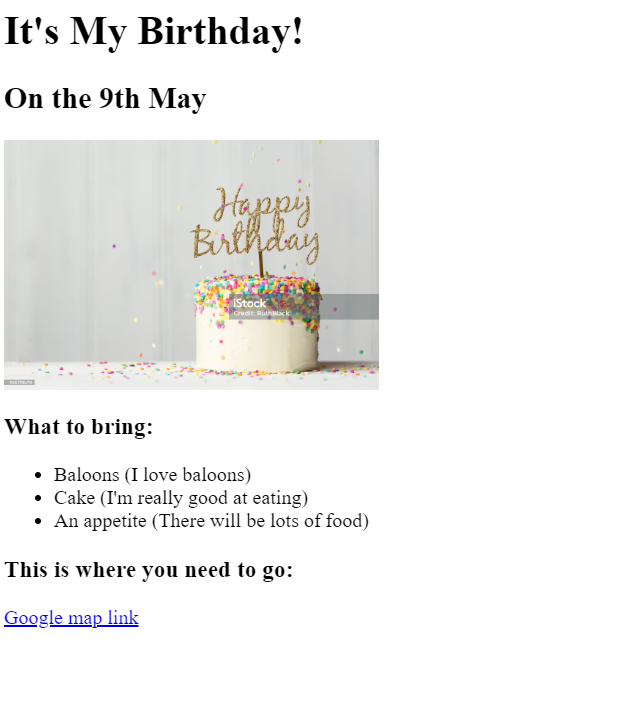 It's My Birthday!
On the 9th May
Happy
Birthday
iStock
Credit: RuthBlack
What to bring:
Baloons (I love baloons)
Cake (I'm really good at eating)
An appetite (There will be lots of food)
This is where you need to go:
Google map link